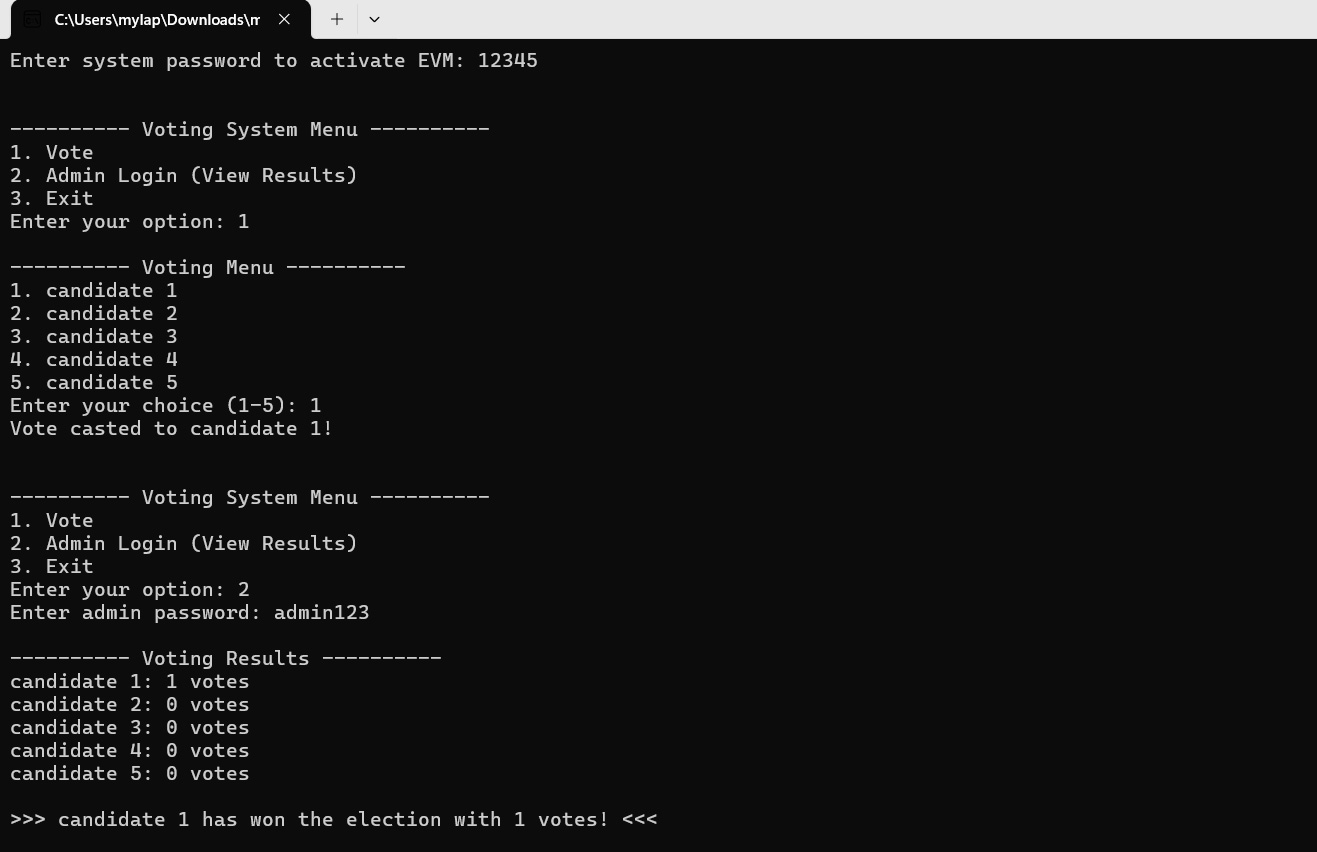 C:\Users\mylap\Downloads\m
Enter system password to activate EVM: 12345
---------- Voting System Menu ----------
1. Vote
2. Admin Login (View Results)
3. Exit
Enter your option: 1
---------- Voting Menu ----------
1. candidate 1
2. candidate 2
3. candidate 3
4. candidate 4
5. candidate 5
Enter your choice (1-5): 1
Vote casted to candidate 1!
---------- Voting System Menu ----------
1. Vote
2. Admin Login (View Results)
3. Exit
Enter your option: 2
Enter admin password: admin123
---------- Voting Results ----------
candidate 1: 1 votes
candidate 2: 0 votes
candidate 3: 0 votes
candidate 4: 0 votes
candidate 5: 0 votes
>>> candidate 1 has won the election with 1 votes! <<<